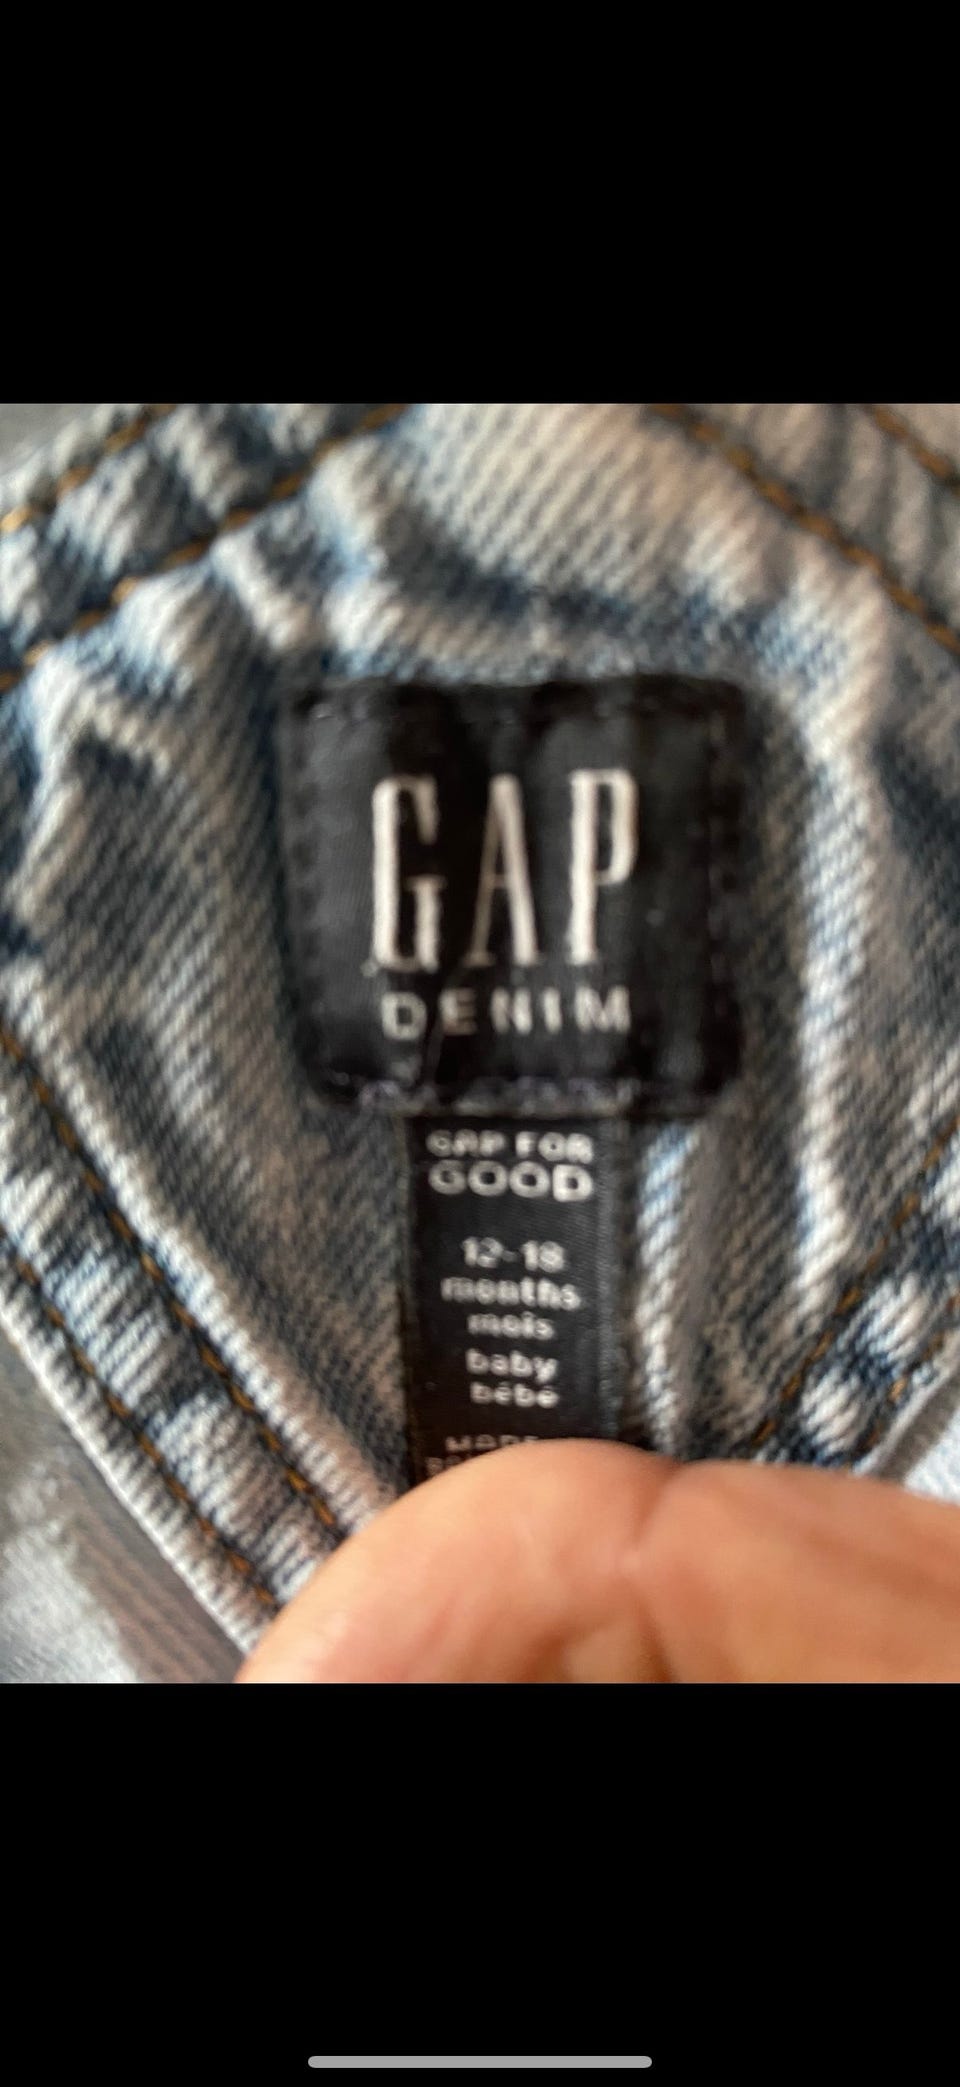 GAP
DENIM
GAP FOR
GOOD
12-18
months
mois
baby
bébé